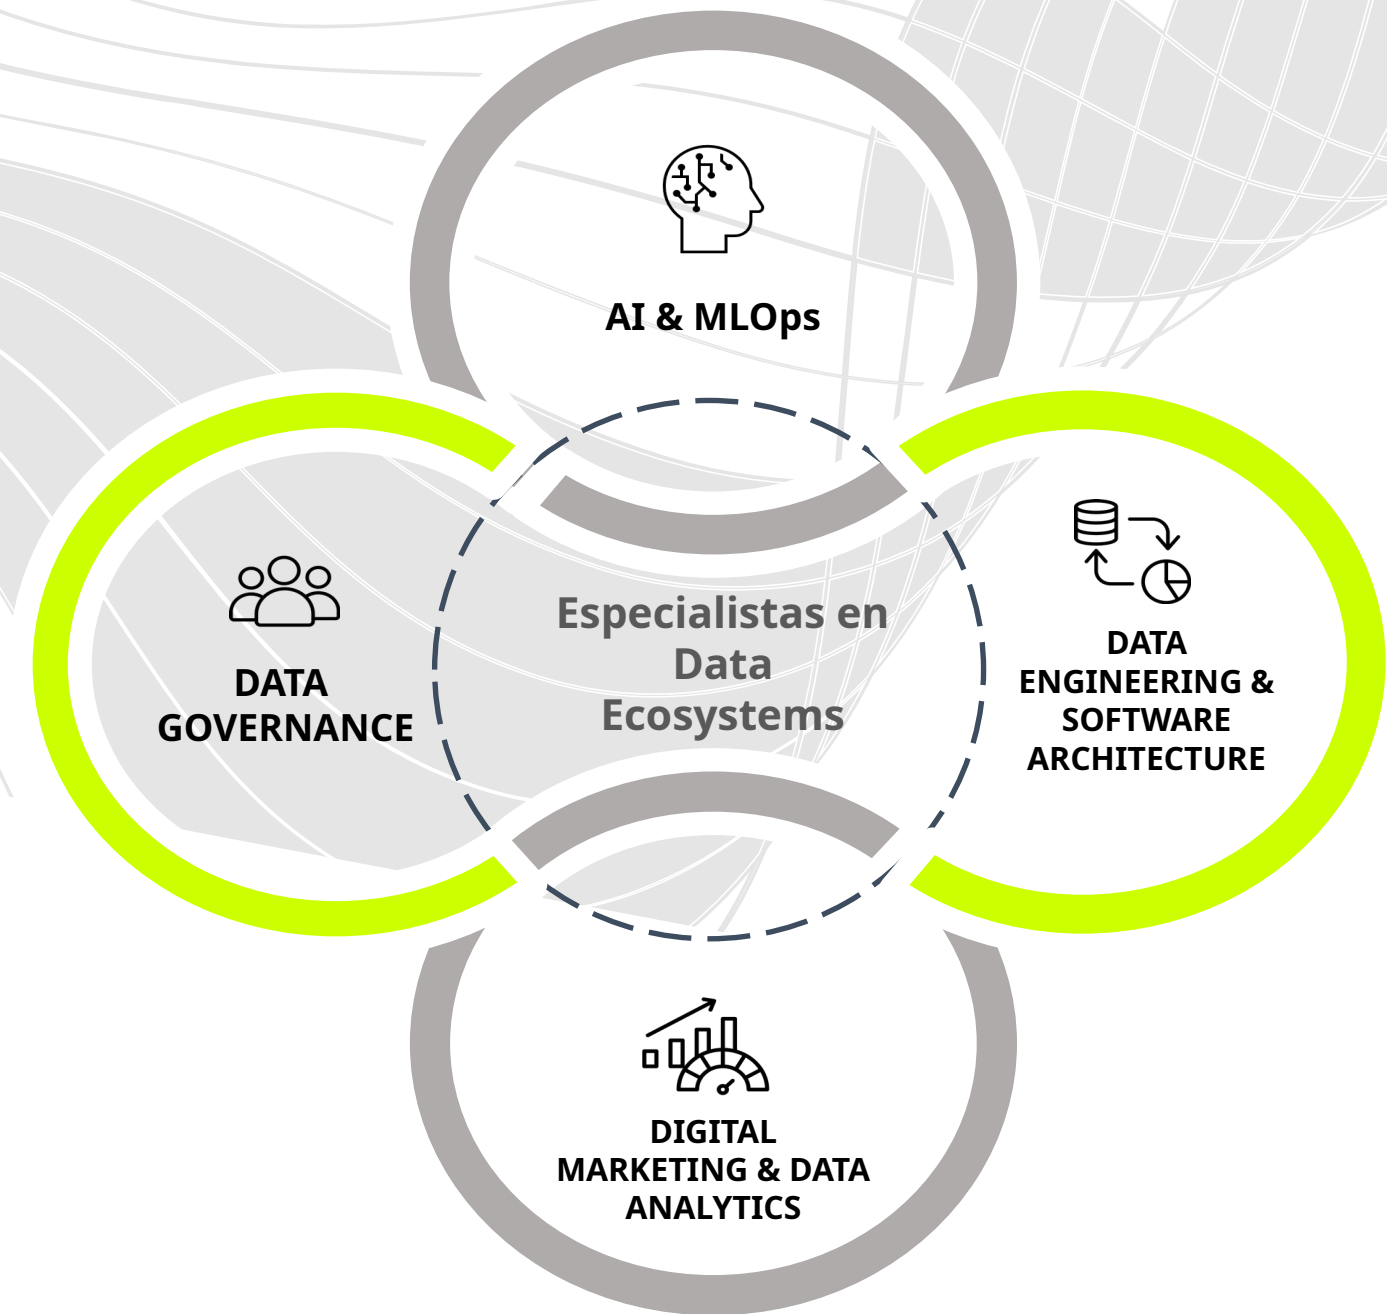 AI & MLOps
Especialistas en
Data
Ecosystems
DATA
GOVERNANCE
DATA
ENGINEERING &
SOFTWARE
ARCHITECTURE
DIGITAL
MARKETING & DATA
ANALYTICS